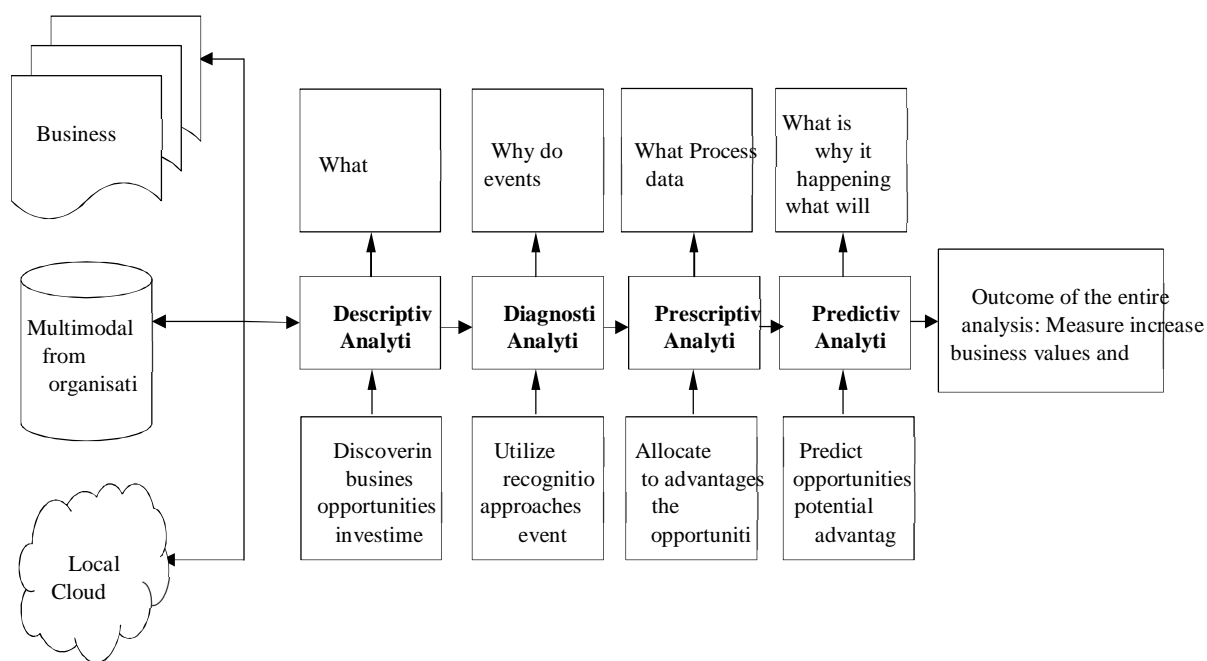 Business
Multimodal
from
organisati
Local
Cloud
What
Why do
events
What Process
data
What is
why it
happening
what will
Descriptiv
Analyti
Diagnosti
Analyti
Prescriptiv
Analyti
Predictiv
Analyti
Outcome of the entire
analysis: Measure increase
business values and
Discoverin
busines
opportunities
investime
Utilize
recognitio
approaches
event
Allocate
to advantages
the
opportuniti
Predict
opportunities
potential
advantag